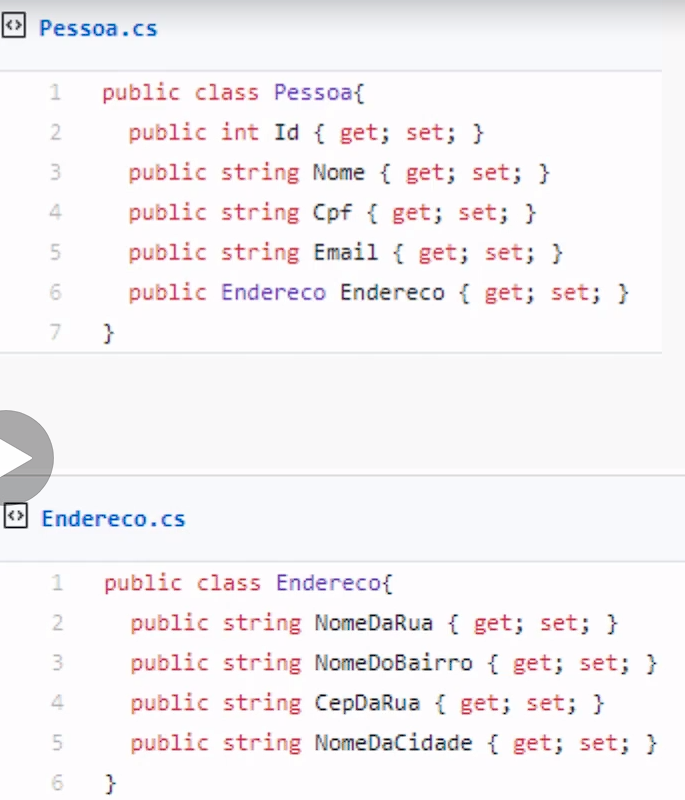 Pessoa.cs
1 public class Pessoa{
2 public int Id { get; set; }
3 public string Nome { get; set; }
4 public string Cpf { get; set; }
5 public string Email { get; set; }
6 public Endereco Endereco { get; set; }
7 }
Endereco.cs
1 public class Endereco{
2 public string NomeDaRua { get; set; }
3 public string NomeDoBairro { get; set; }
4 public string CepDaRua { get; set; }
5 public string NomeDaCidade { get; set; }
6 }